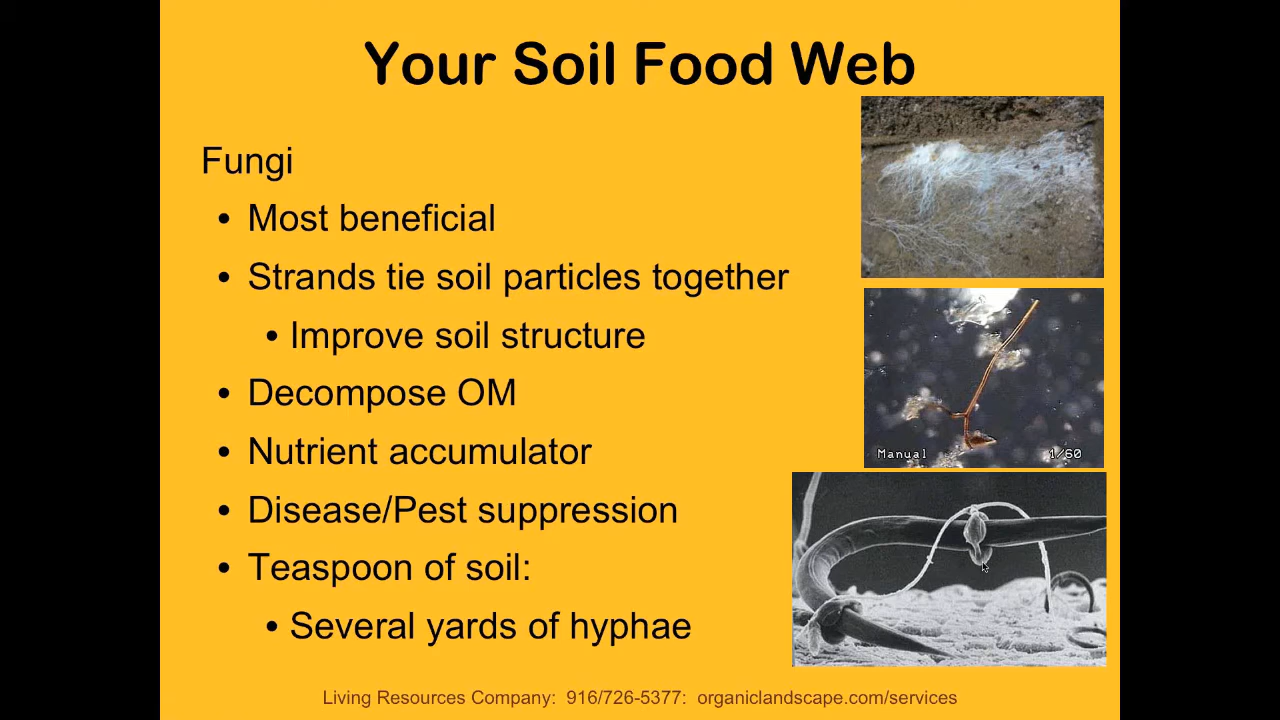 Your Soil Food Web
Fungi
• Most beneficial
• Strands tie soil particles together
• Improve soil structure
• Decompose OM
• Nutrient accumulator
• Disease/Pest suppression
• Teaspoon of soil:
• Several yards of hyphae
Manual 1/60
Living Resources Company: 916/726-5377: organiclandscape.com/services